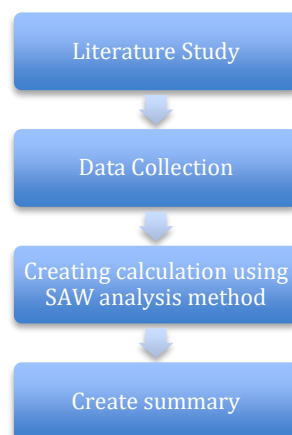 Literature Study
Data Collection
Creating calculation using
SAW analysis method
Create summary